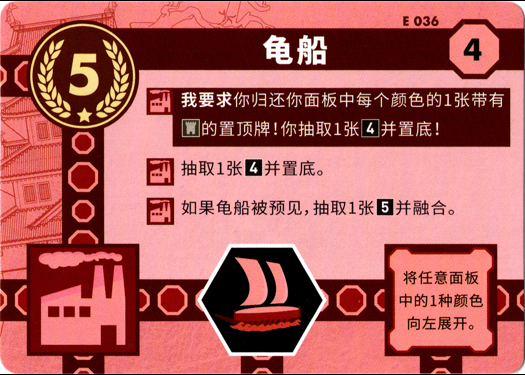 E 036
5
龟船
4
我要求你归还你面板中每个颜色的1张带有
的置顶牌！你抽取1张4并置底！
抽取1张4并置底。
如果龟船被预见，抽取1张5并融合。
将任意面板
中的1种颜色
向左展开。